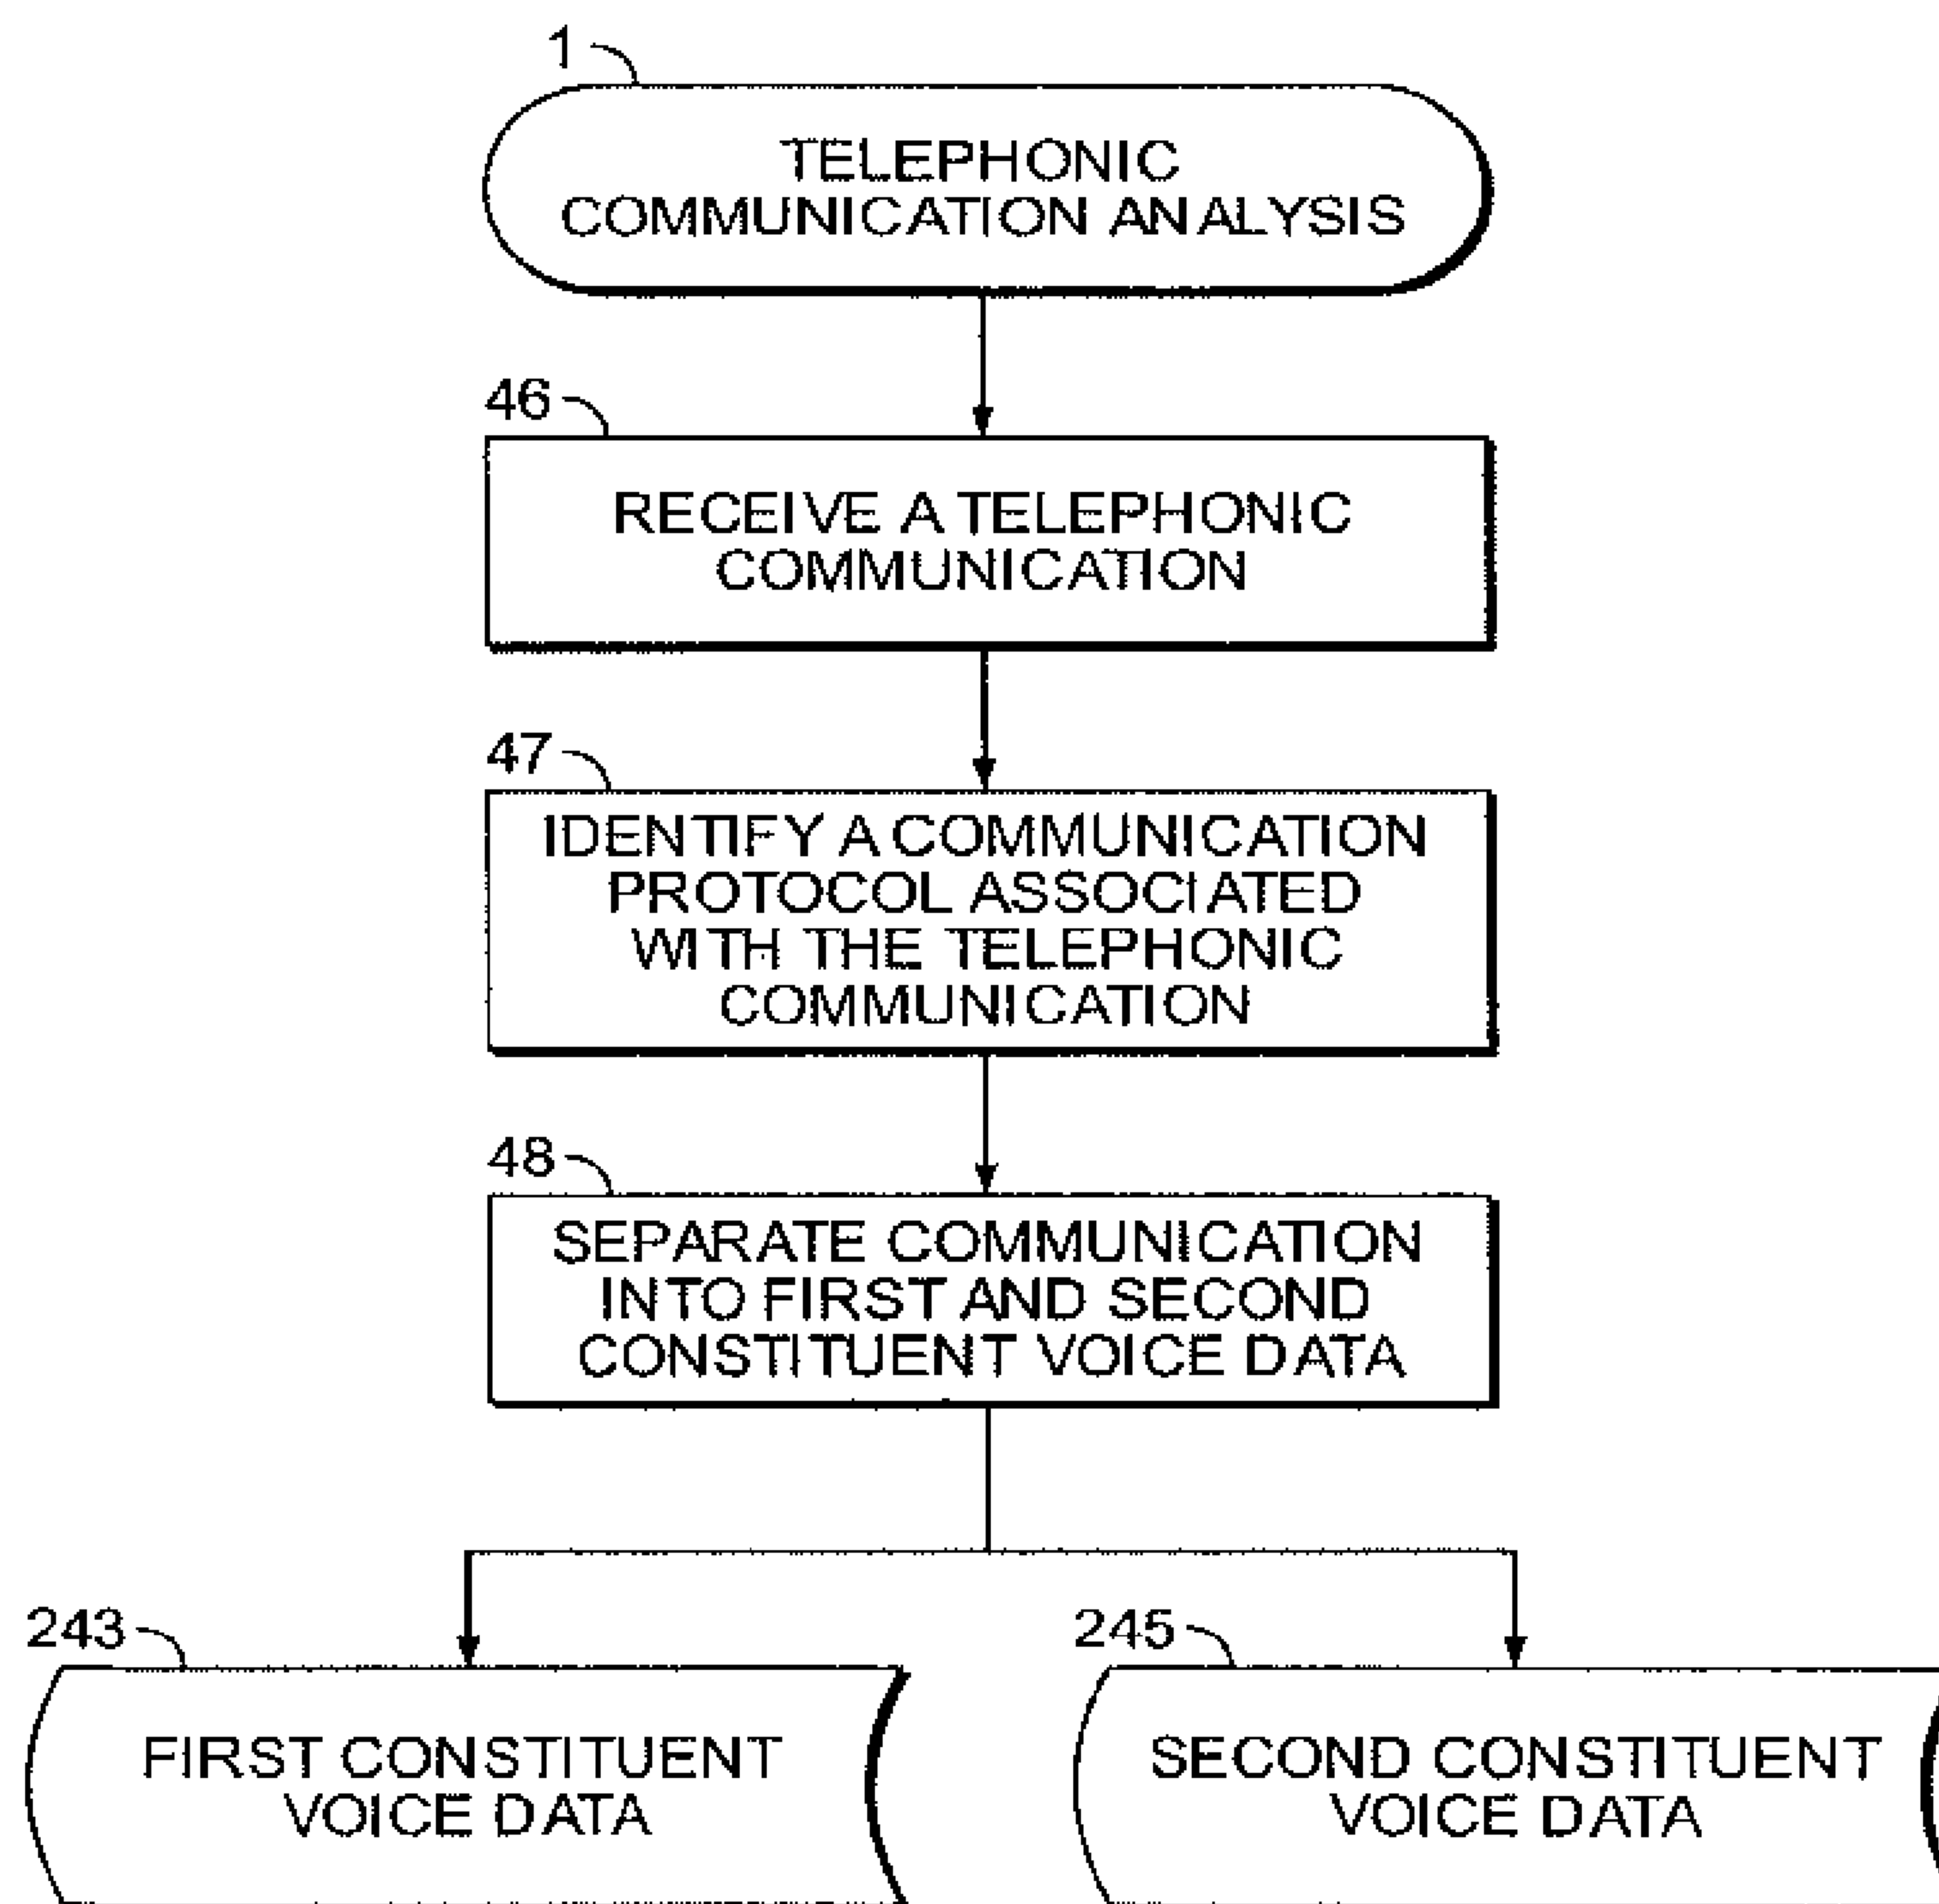 1
TELEPHONIC
COMMUNICATION ANALYSIS
46
RECEIVE A TELEPHONIC
COMMUNICATION
47
IDENTIFY A COMMUNICATION
PROTOCOL ASSOCIATED
WITH THE TELEPHONIC
COMMUNICATION
48
SEPARATE COMMUNICATION
INTO FIRST AND SECOND
CONSTITUENT VOICE DATA
243
FIRST CONSTITUENT
VOICE DATA
245
SECOND CONSTITUENT
VOICE DATA